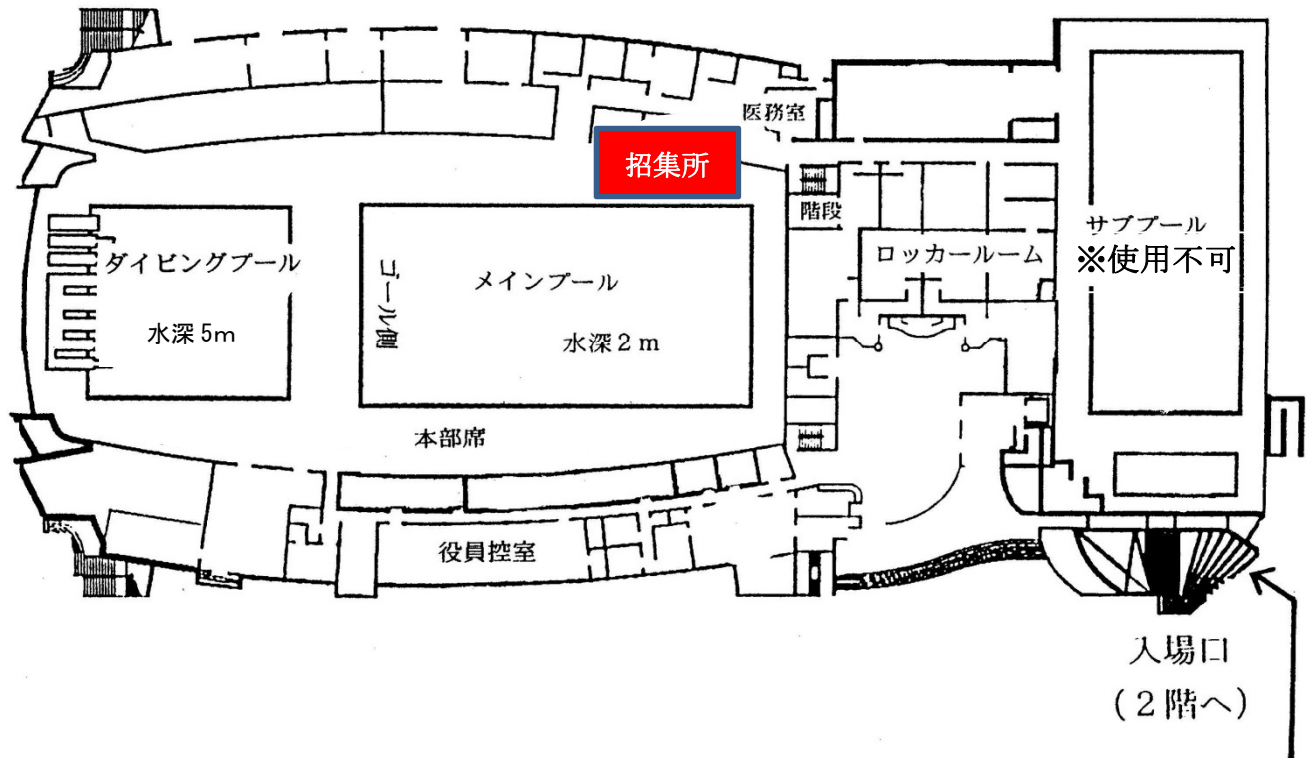 医務室
招集所
階段
サブプール
※使用不可
ロッカールーム
ダイビングプール
水深5m
ゴール側
メインプール
水深2m
本部席
役員控室
入場口
(2階へ)